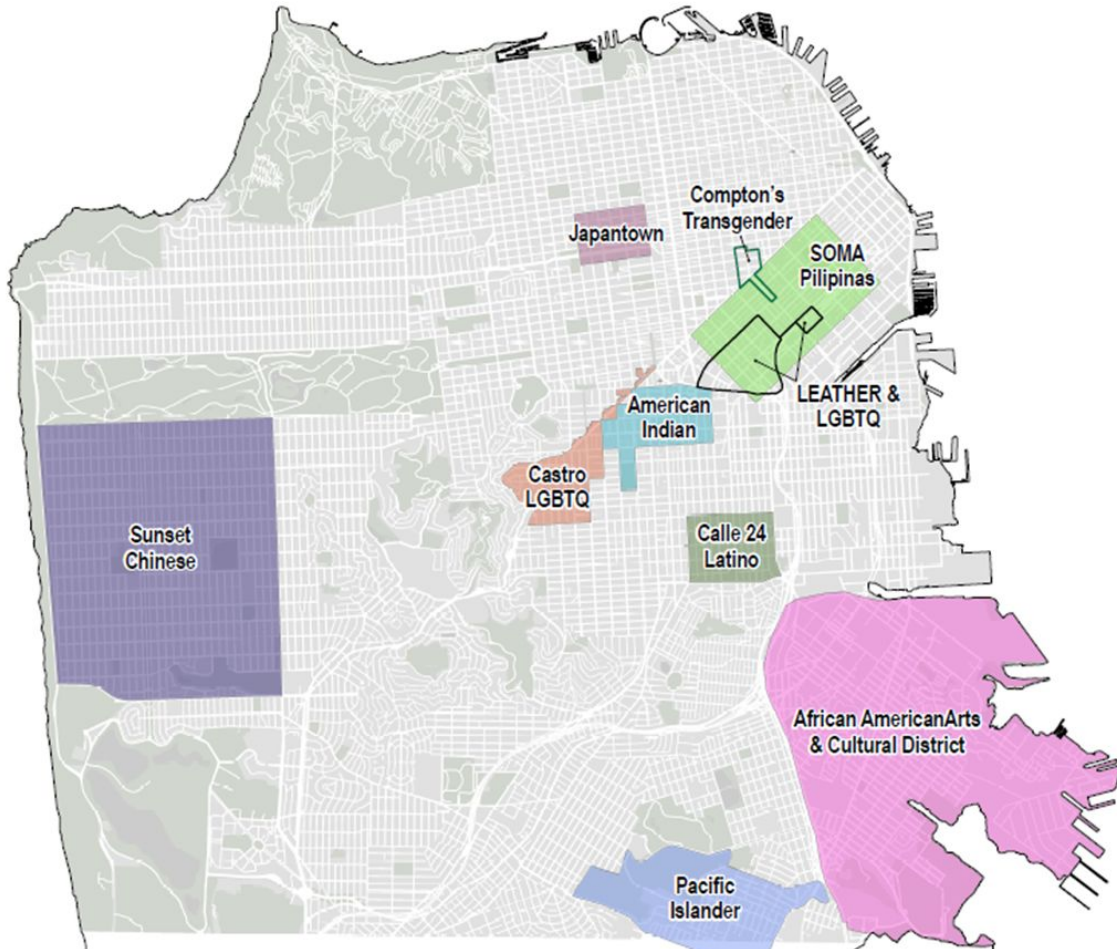 Compton's
Transgender
Japantown
SOMA
Pilipinas
LEATHER &
LGBTQ
American
Indian
Castro
LGBTQ
Sunset
Chinese
Calle 24
Latino
African AmericanArts
& Cultural District
Pacific
Islander